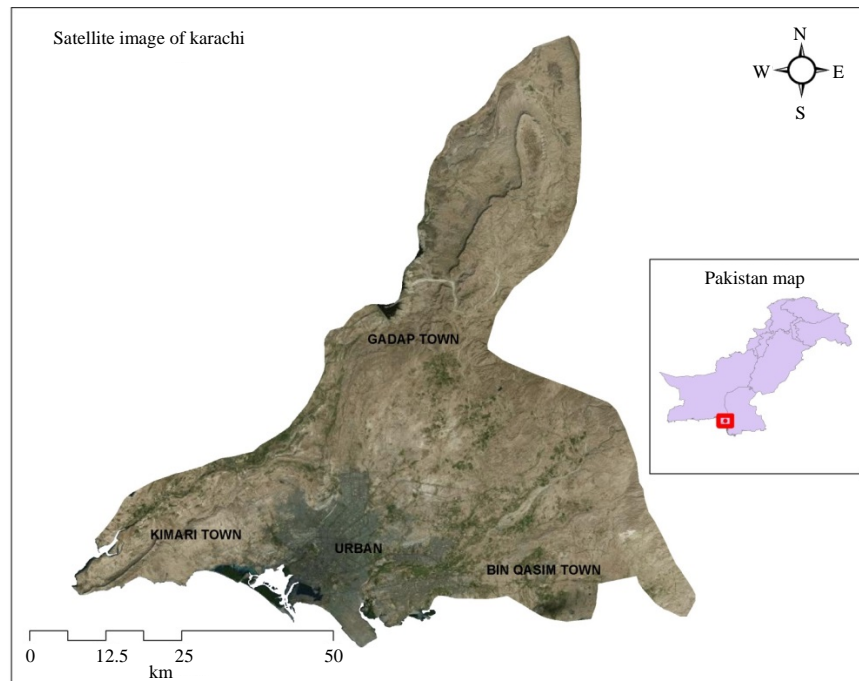 Satellite image of karachi
N
W E
S
Pakistan map
GADAP TOWN
KIMARI TOWN
URBAN
BIN QASIM TOWN
0 12.5 25 50
km